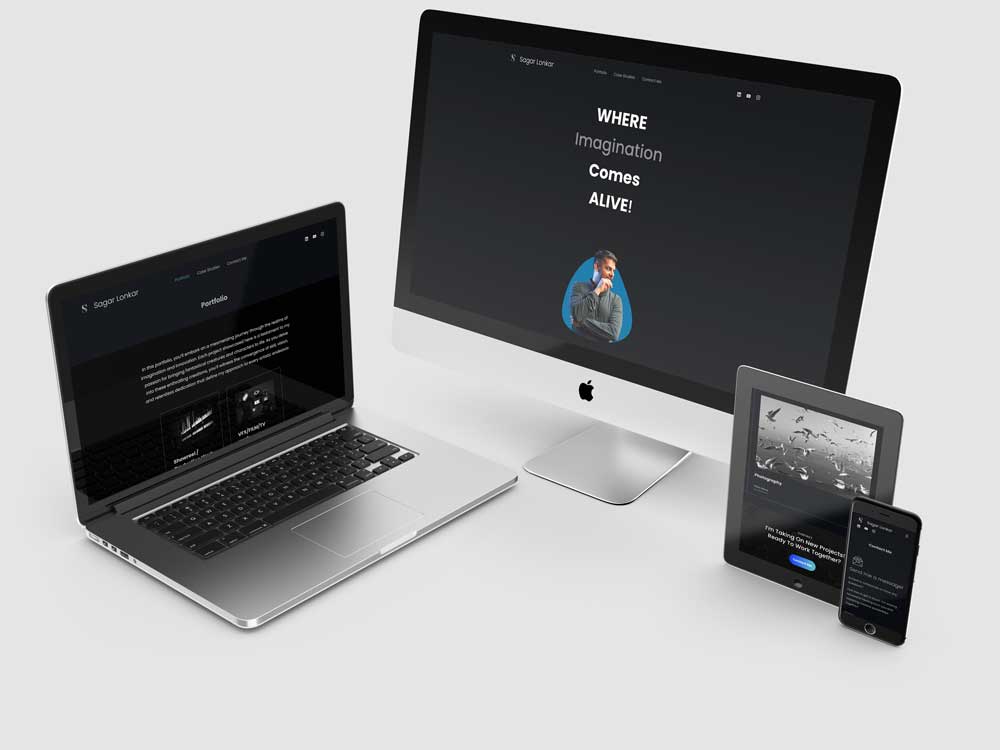 Sagar Lonkar
Portfolio Case Studies Contact Me
WHERE
Imagination
Comes
ALIVE!
Sagar Lonkar
Portfolio Case Studies Contact Me
Portfolio
In this portfolio, you'll embark on a mesmerizing journey through the realms of
imagination and innovation. Each project showcased here is a testament to my
passion for bringing fantastical creatures and characters to life. As you delve
into these enthralling creations, you'll witness the convergence of skill, vision,
and relentless dedication that define my approach to every artistic endeavor.
Showreel /
VFX/FILM/TV
Photography
I'm Taking On New Projects!
Ready To Work Together?
Contact Me
Sagar Lonkar
Contact Me
Send me a message!